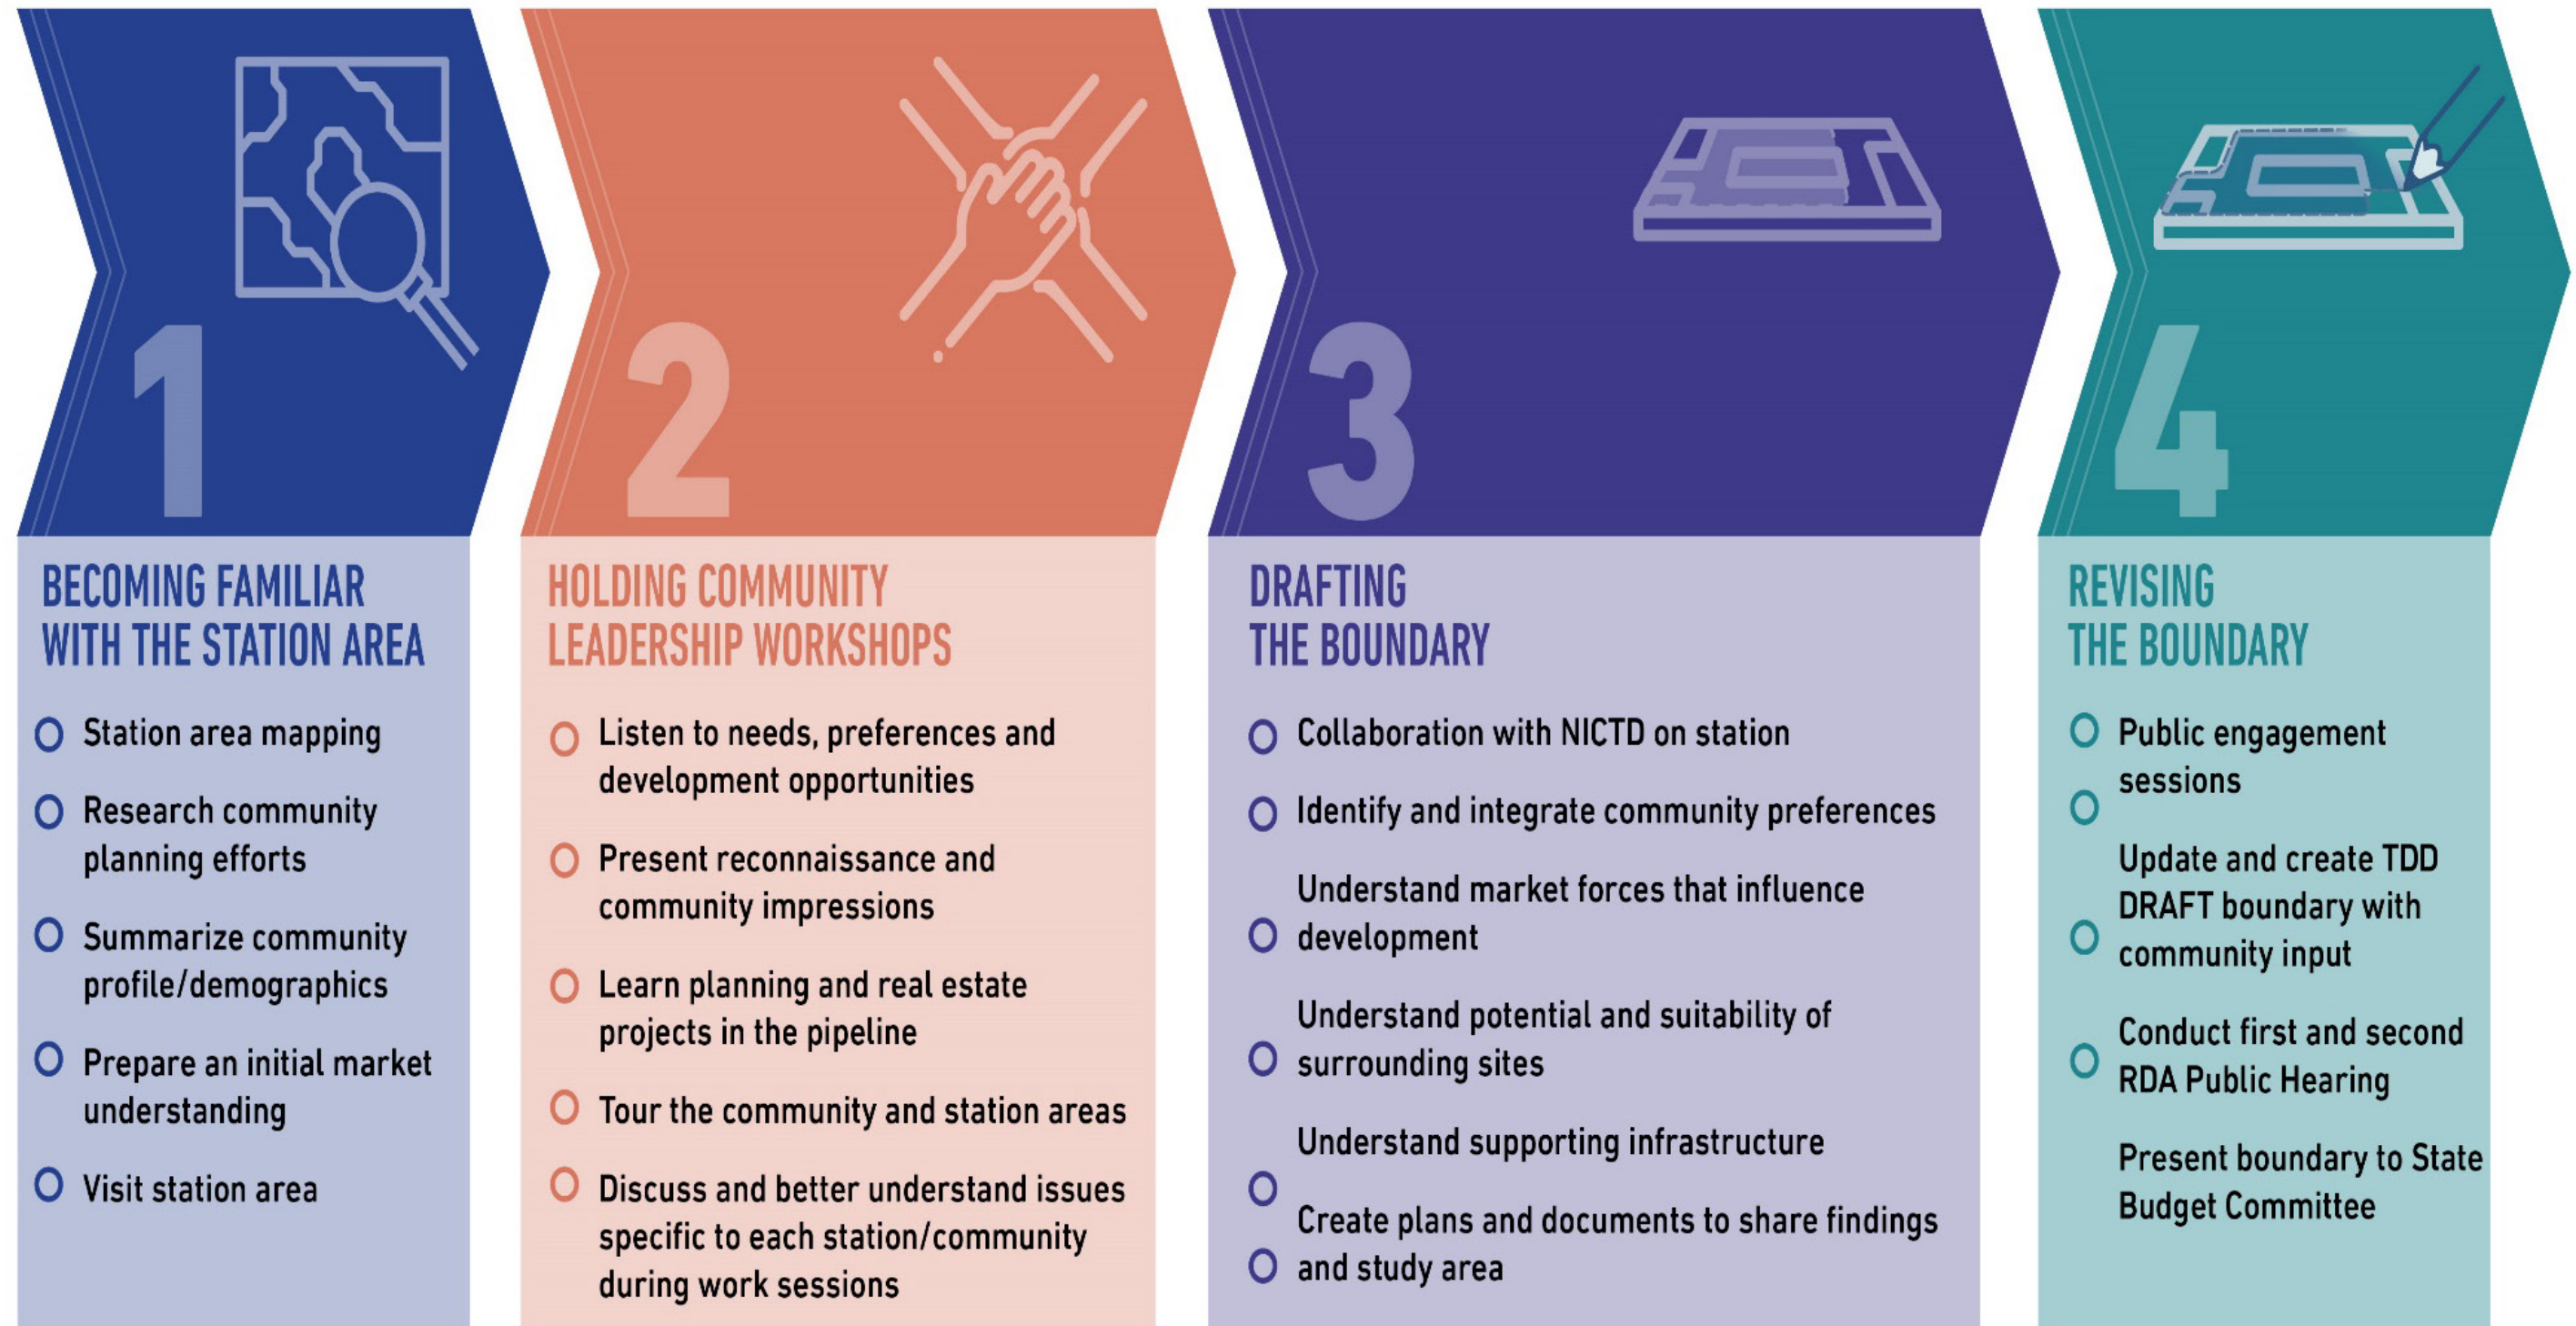 1
BECOMING FAMILIAR
WITH THE STATION AREA
Station area mapping
Research community
planning efforts
Summarize community
profile/demographics
Prepare an initial market
understanding
Visit station area
2
HOLDING COMMUNITY
LEADERSHIP WORKSHOPS
Listen to needs, preferences and
development opportunities
Present reconnaissance and
community impressions
Learn planning and real estate
projects in the pipeline
Tour the community and station areas
Discuss and better understand issues
specific to each station/community
during work sessions
3
DRAFTING
THE BOUNDARY
Collaboration with NICTD on station
Identify and integrate community preferences
Understand market forces that influence
development
Understand potential and suitability of
surrounding sites
Understand supporting infrastructure
Create plans and documents to share findings
and study area
4
REVISING
THE BOUNDARY
Public engagement
sessions
Update and create TDD
DRAFT boundary with
community input
Conduct first and second
RDA Public Hearing
Present boundary to State
Budget Committee